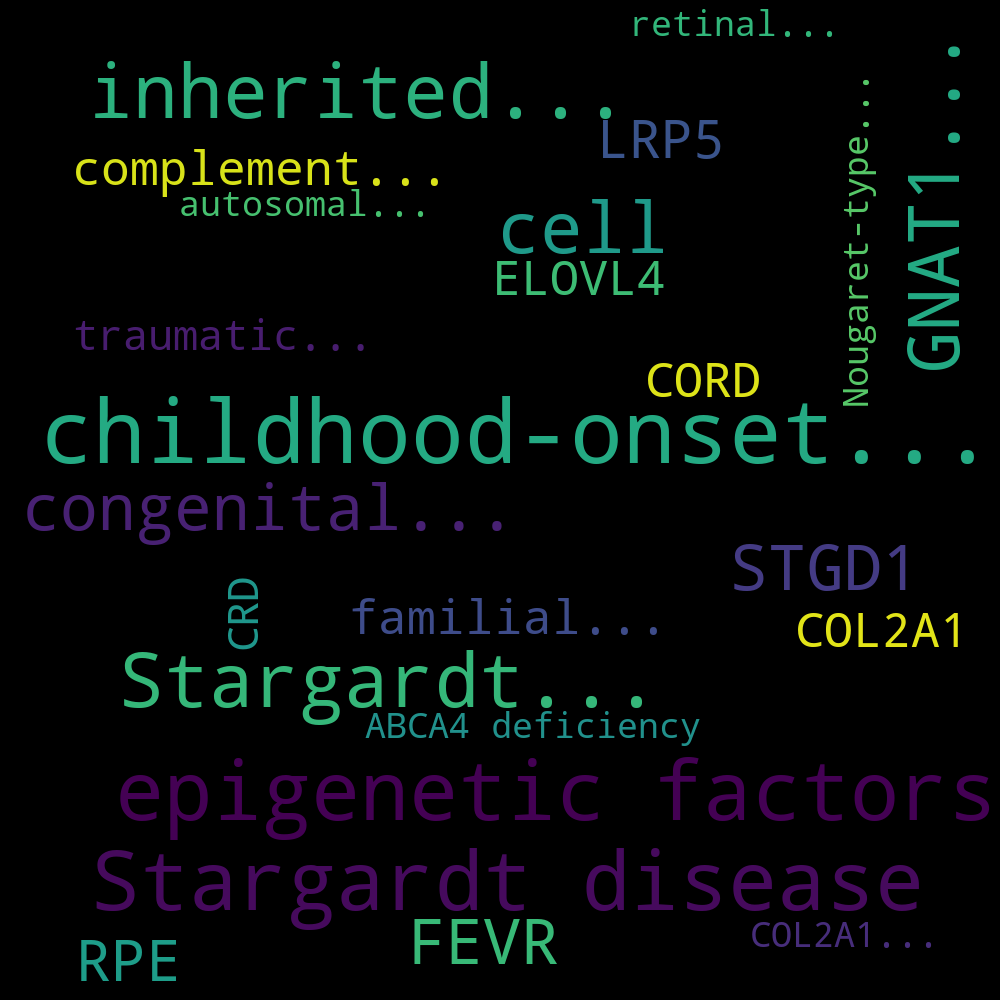 retinal...
inherited...
LRP5
complement...
autosomal...
Nougaret-type...
GNAT1...
cell
ELOVL4
traumatic...
CORD
childhood-onset...
congenital...
STGD1
CRD
familial...
COL2A1
Stargardt...
ABCA4 deficiency
epigenetic factors
Stargardt disease
FEVR
COL2A1...
RPE